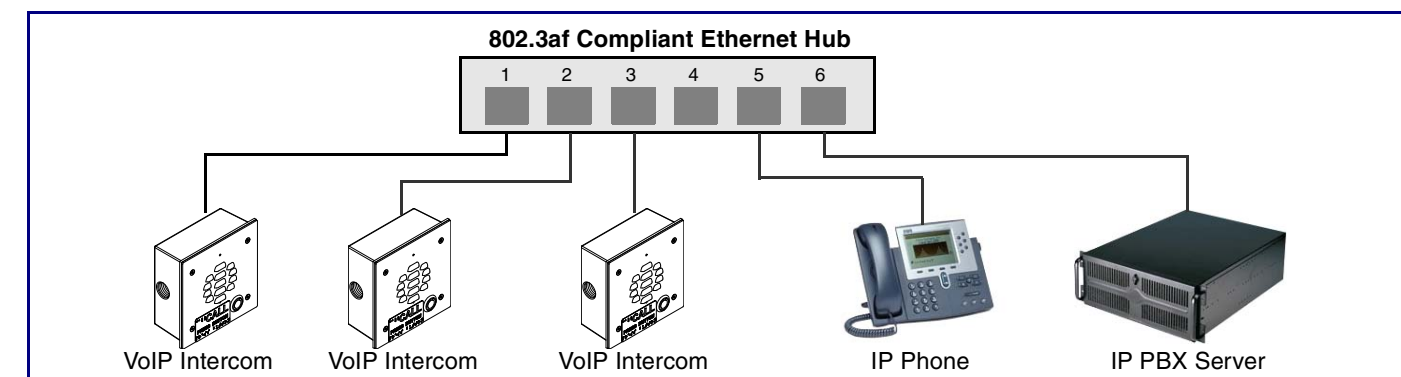 802.3af Compliant Ethernet Hub
1 2 3 4 5 6
CALL
VoIP Intercom VoIP Intercom VoIP Intercom IP Phone IP PBX Server